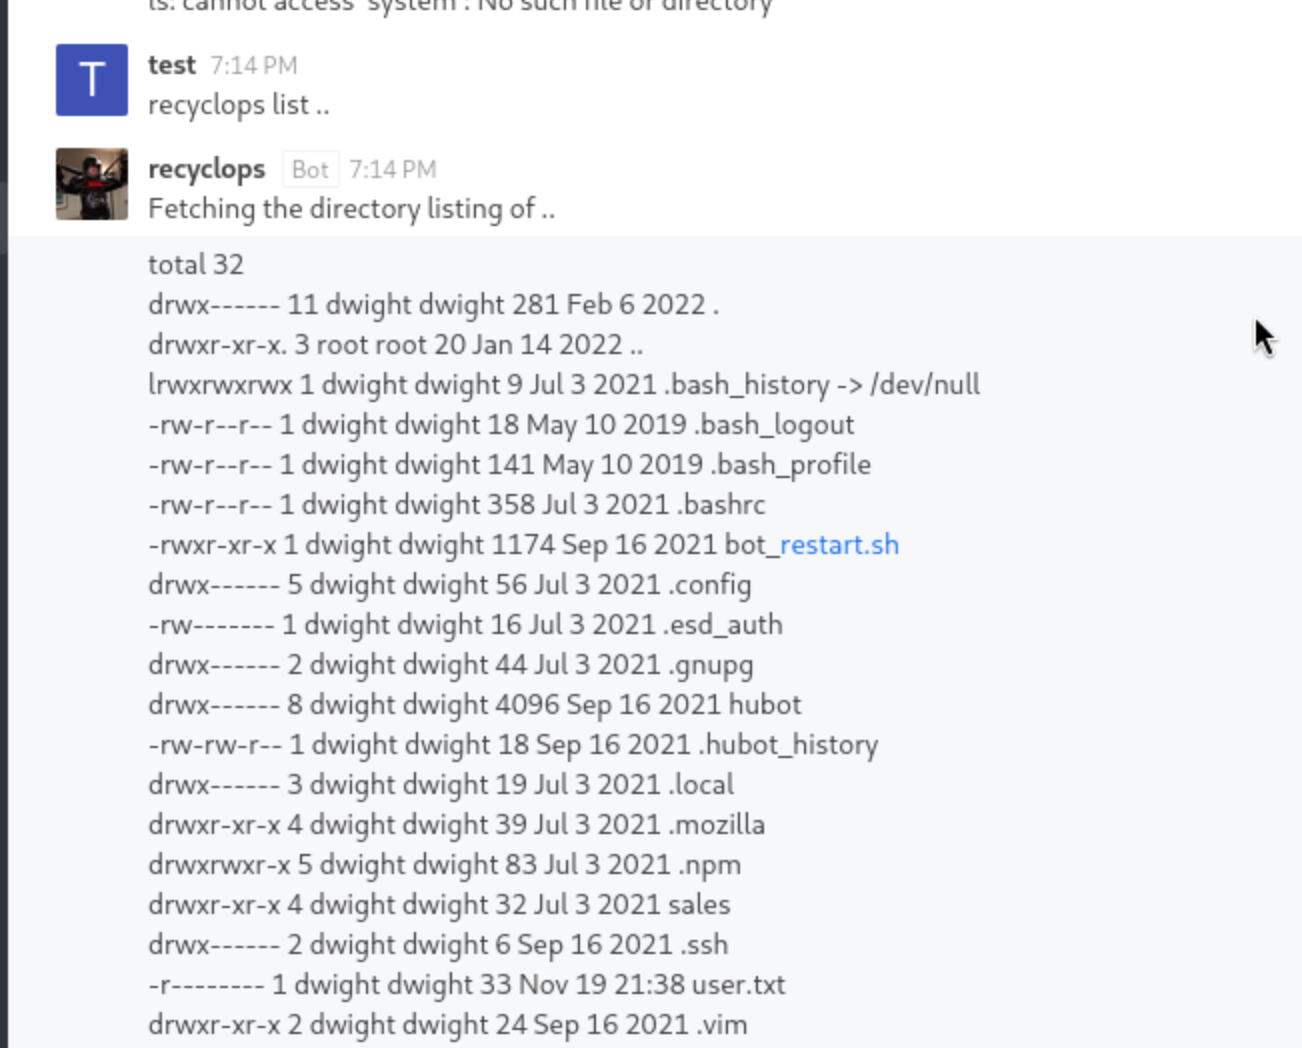 ls: cannot access 'system': No such file or directory
T
test 7:14 PM
recyclops list ..
recyclops Bot 7:14 PM
Fetching the directory listing of ..
total 32
drwx------ 11 dwight dwight 281 Feb 6 2022 .
drwxr-xr-x. 3 root root 20 Jan 14 2022 ..
lrwxrwxrwx 1 dwight dwight 9 Jul 3 2021 .bash_history -> /dev/null
-rw-r--r-- 1 dwight dwight 18 May 10 2019 .bash_logout
-rw-r--r-- 1 dwight dwight 141 May 10 2019 .bash_profile
-rw-r--r-- 1 dwight dwight 358 Jul 3 2021 .bashrc
-rwxr-xr-x 1 dwight dwight 1174 Sep 16 2021 bot_restart.sh
drwx------ 5 dwight dwight 56 Jul 3 2021 .config
-rw------- 1 dwight dwight 16 Jul 3 2021 .esd_auth
drwx------ 2 dwight dwight 44 Jul 3 2021 .gnupg
drwx------ 8 dwight dwight 4096 Sep 16 2021 hubot
-rw-rw-r-- 1 dwight dwight 18 Sep 16 2021 .hubot_history
drwx------ 3 dwight dwight 19 Jul 3 2021 .local
drwxr-xr-x 4 dwight dwight 39 Jul 3 2021 .mozilla
drwxrwxr-x 5 dwight dwight 83 Jul 3 2021 .npm
drwxr-xr-x 4 dwight dwight 32 Jul 3 2021 sales
drwx------ 2 dwight dwight 6 Sep 16 2021 .ssh
-r-------- 1 dwight dwight 33 Nov 19 21:38 user.txt
drwxr-xr-x 2 dwight dwight 24 Sep 16 2021 .vim